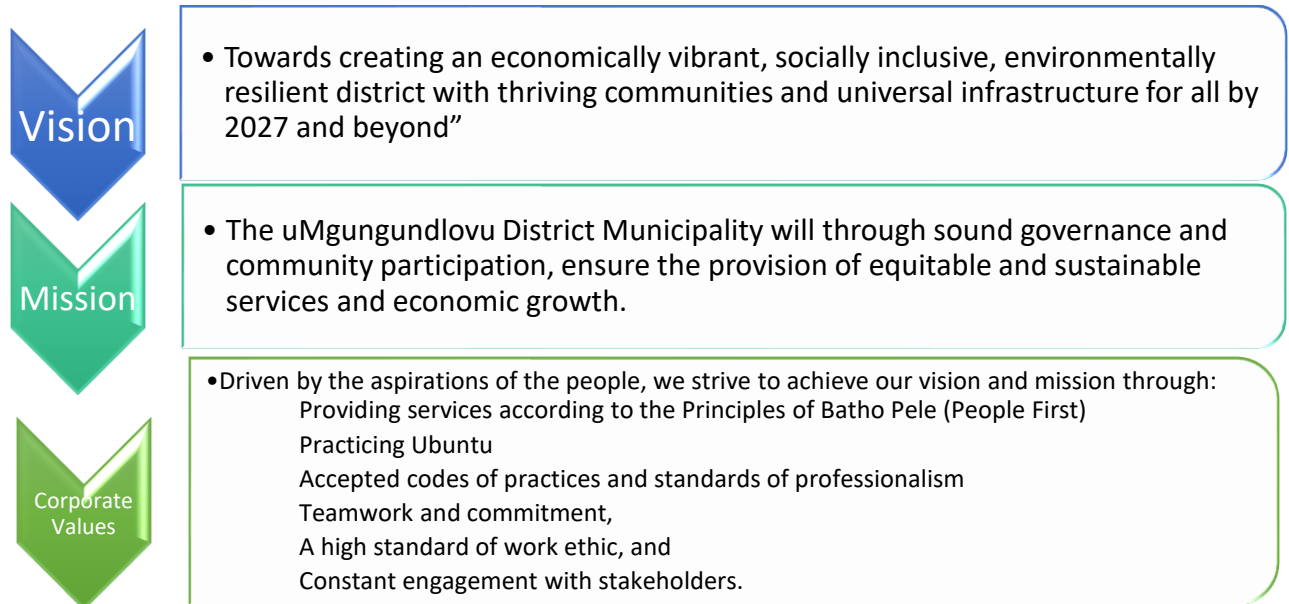 Vision
• Towards creating an economically vibrant, socially inclusive, environmentally
resilient district with thriving communities and universal infrastructure for all by
2027 and beyond”
Mission
• The uMgungundlovu District Municipality will through sound governance and
community participation, ensure the provision of equitable and sustainable
services and economic growth.
Corporate
Values
•Driven by the aspirations of the people, we strive to achieve our vision and mission through:
Providing services according to the Principles of Batho Pele (People First)
Practicing Ubuntu
Accepted codes of practices and standards of professionalism
Teamwork and commitment,
A high standard of work ethic, and
Constant engagement with stakeholders.